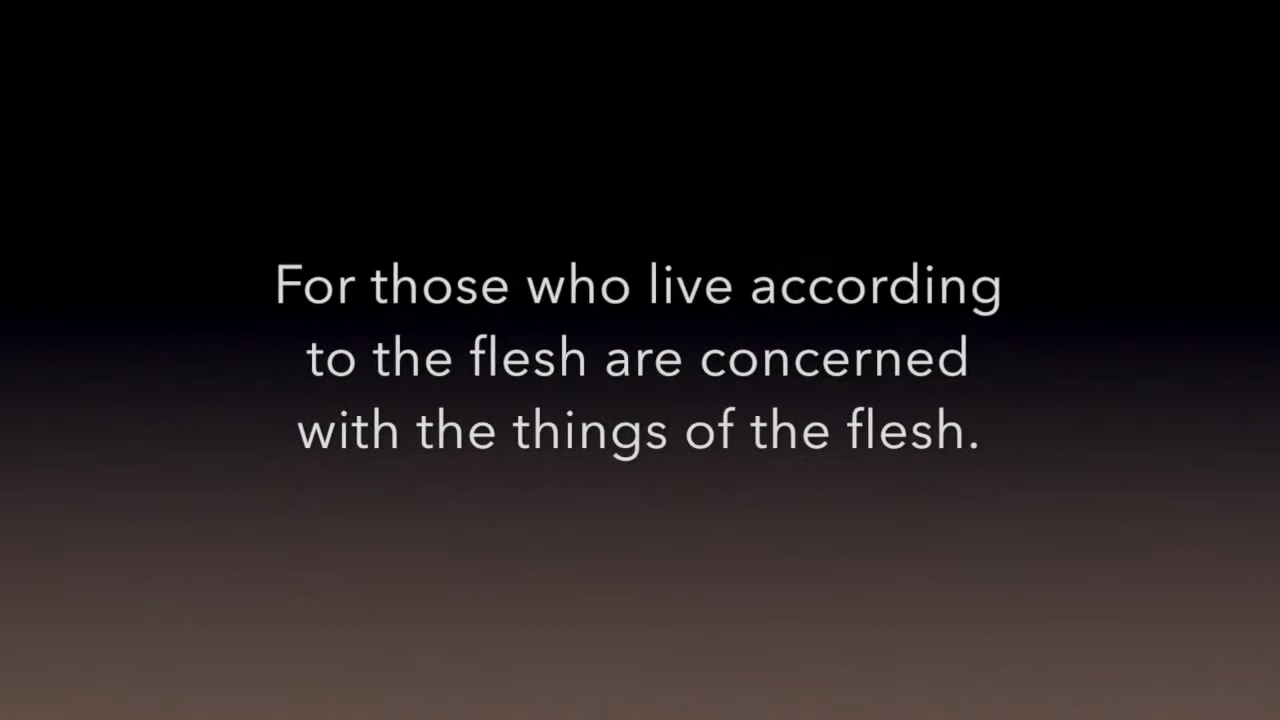 For those who live according
to the flesh are concerned
with the things of the flesh.